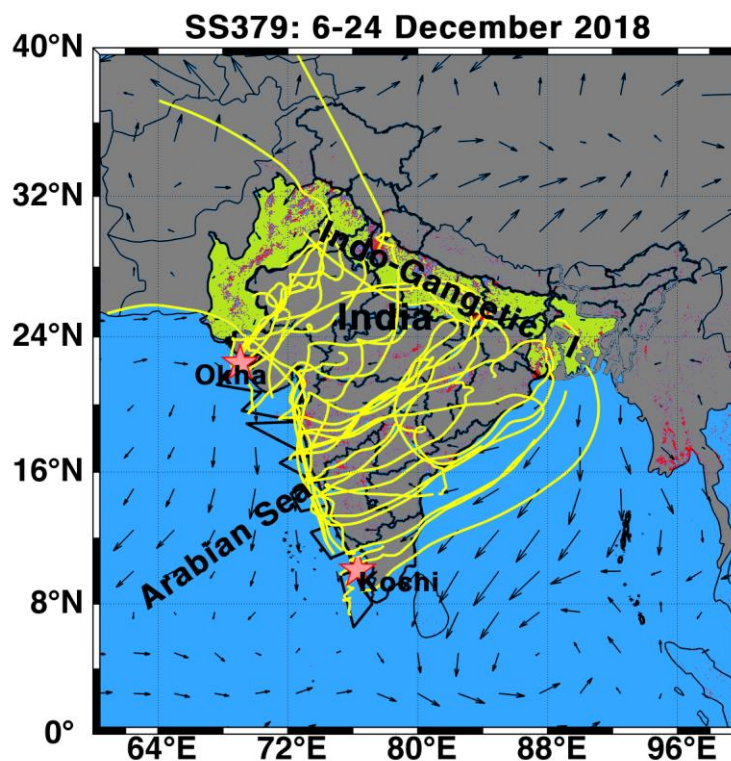 SS379: 6-24 December 2018
40°N
32°N
24°N
16°N
8°N
0°
64°E
72°E
80°E
88°E
96°E
Indo Gangetic
India
Okha
Arabian Sea
Kochi